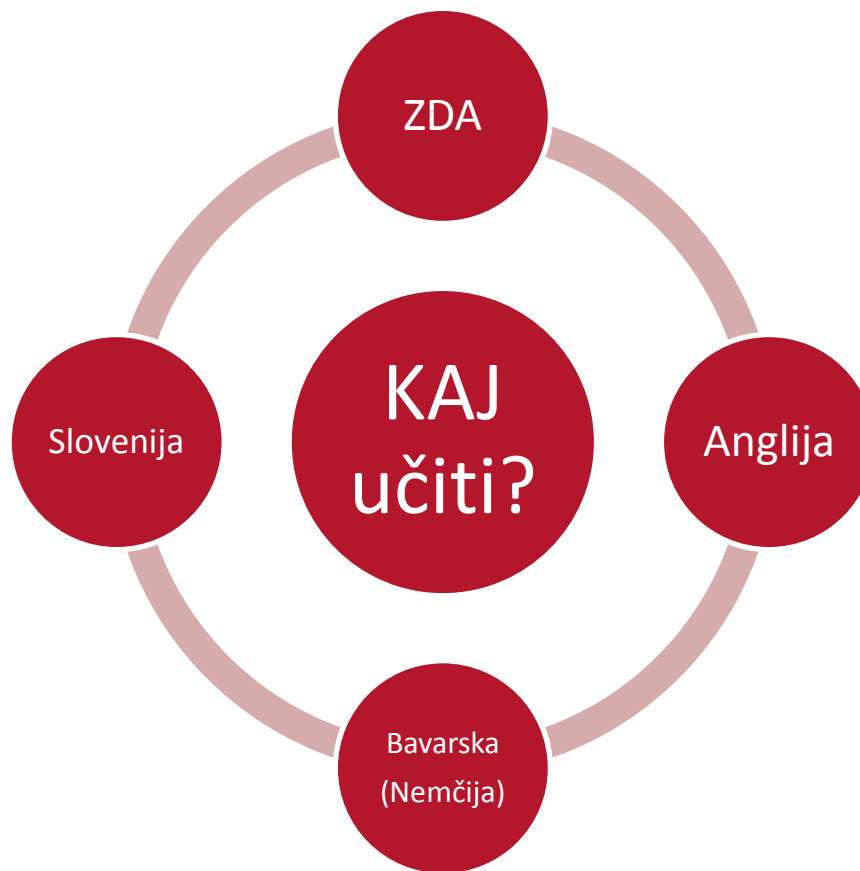 ZDA
KAJ
učiti?
Slovenija
Anglija
Bavarska
(Nemčija)